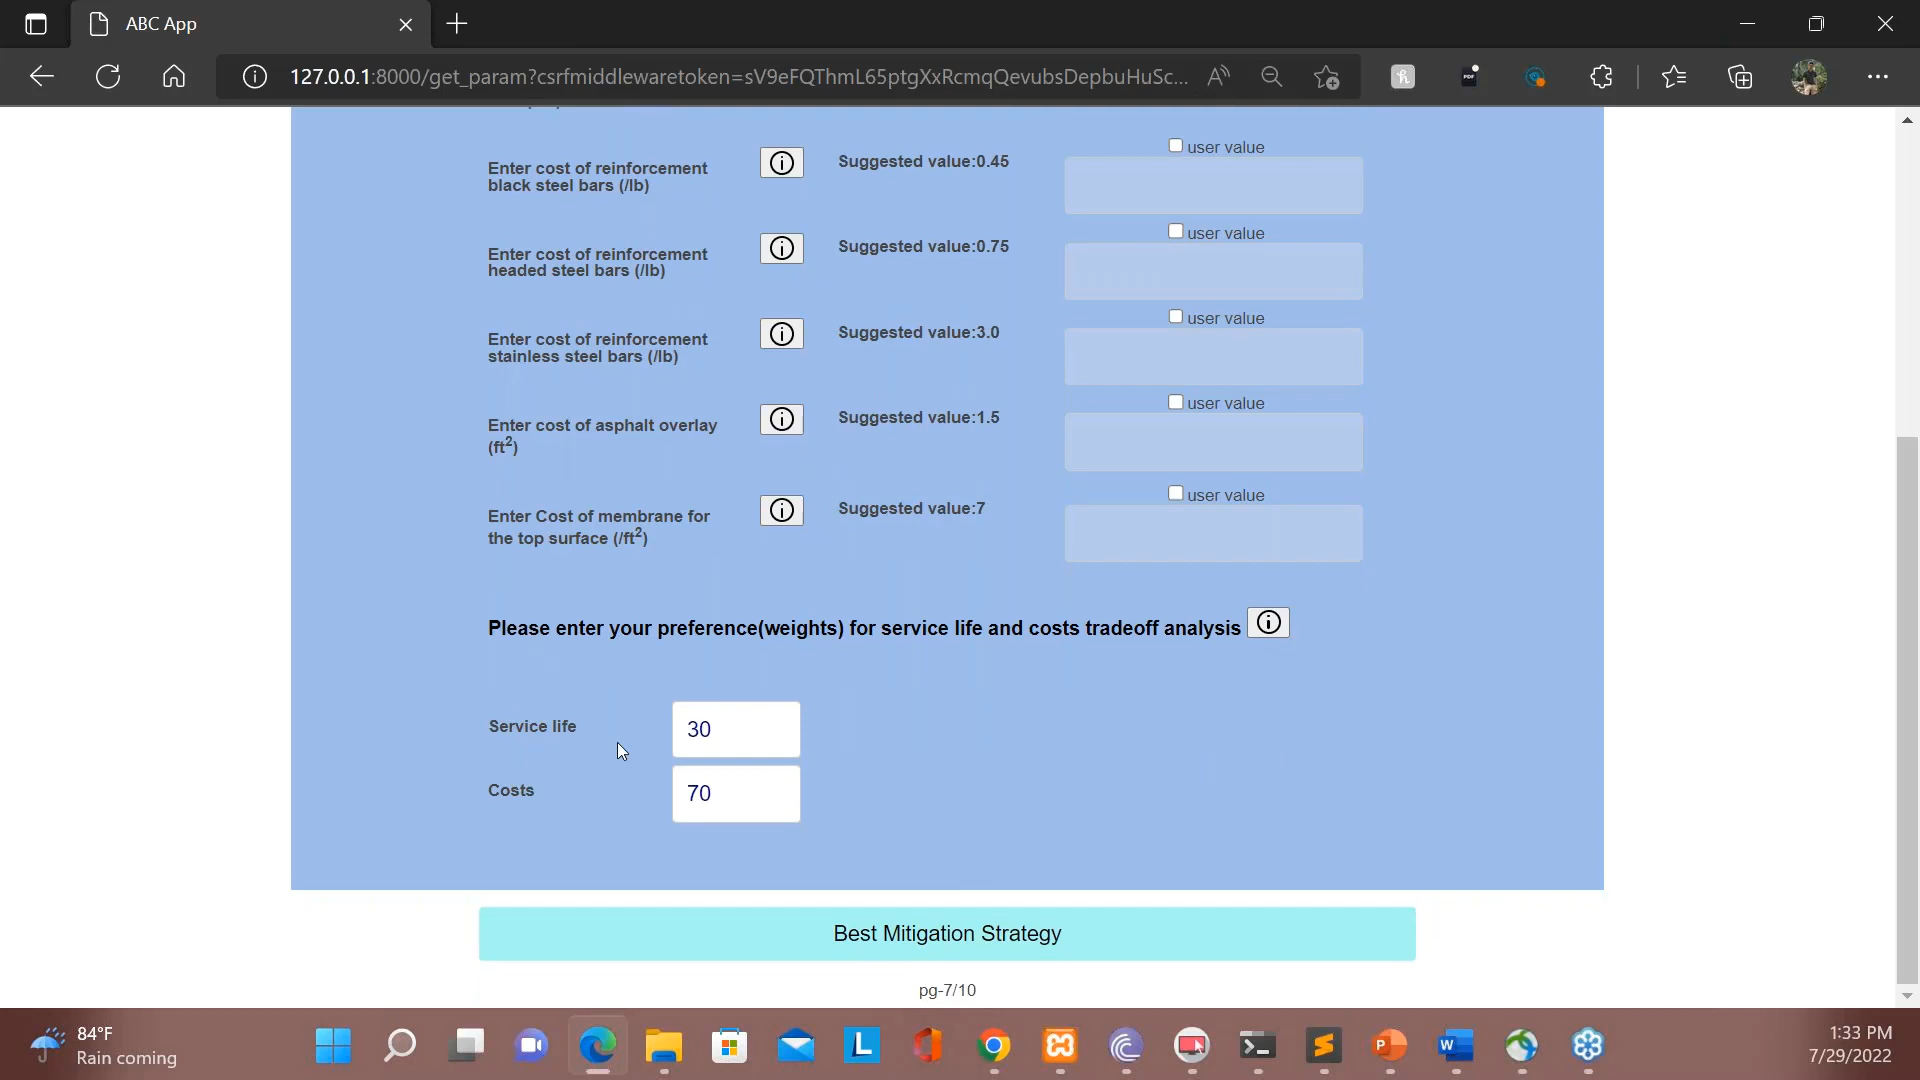 ABC App
127.0.0.1:8000/get_param?csrfmiddlewaretoken=sV9eFQThmL65ptgXxRcmqQevubsDepbuHuSc...
user value
Enter cost of reinforcement
black steel bars (/lb)
Suggested value:0.45
user value
Enter cost of reinforcement
headed steel bars (/lb)
Suggested value:0.75
user value
Enter cost of reinforcement
stainless steel bars (/lb)
Suggested value:3.0
user value
Enter cost of asphalt overlay
(ft²)
Suggested value:1.5
user value
Enter Cost of membrane for
the top surface (/ft²)
Suggested value:7
Please enter your preference(weights) for service life and costs tradeoff analysis
Service life
30
Costs
70
Best Mitigation Strategy
pg-7/10
84°F
Rain coming
1:33 PM
7/29/2022